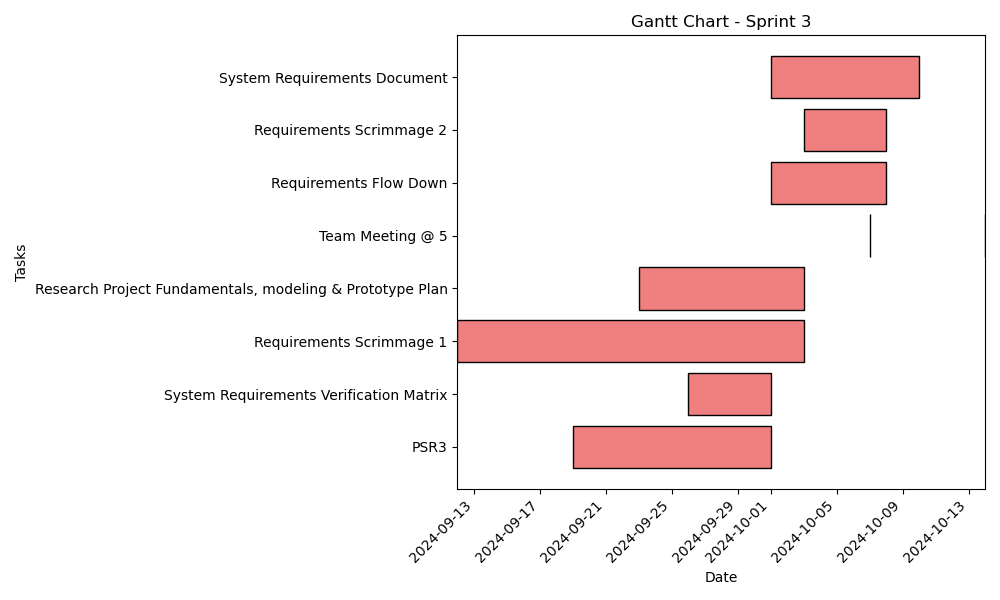 Gantt Chart - Sprint 3
System Requirements Document
Requirements Scrimmage 2
Requirements Flow Down
Team Meeting @ 5
Tasks
Research Project Fundamentals, modeling & Prototype Plan
Requirements Scrimmage 1
System Requirements Verification Matrix
PSR3
2024-09-13
2024-09-17
2024-09-21
2024-09-25
2024-09-29
2024-10-01
2024-10-05
2024-10-09
2024-10-13
Date